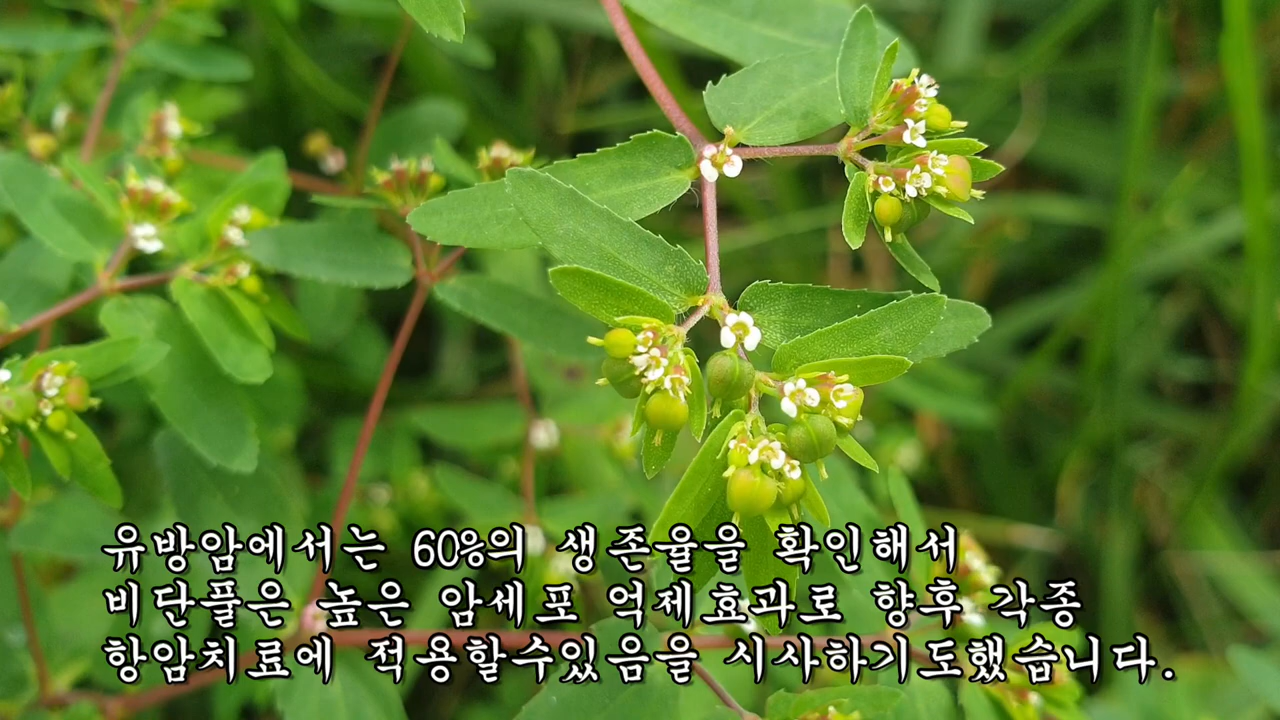 유방암에서는 60%의 생존율을 확인해서
비단풀은 높은 암세포 억제효과로 향후 각종
항암치료에 적용할수있음을 시사하기도했습니다.